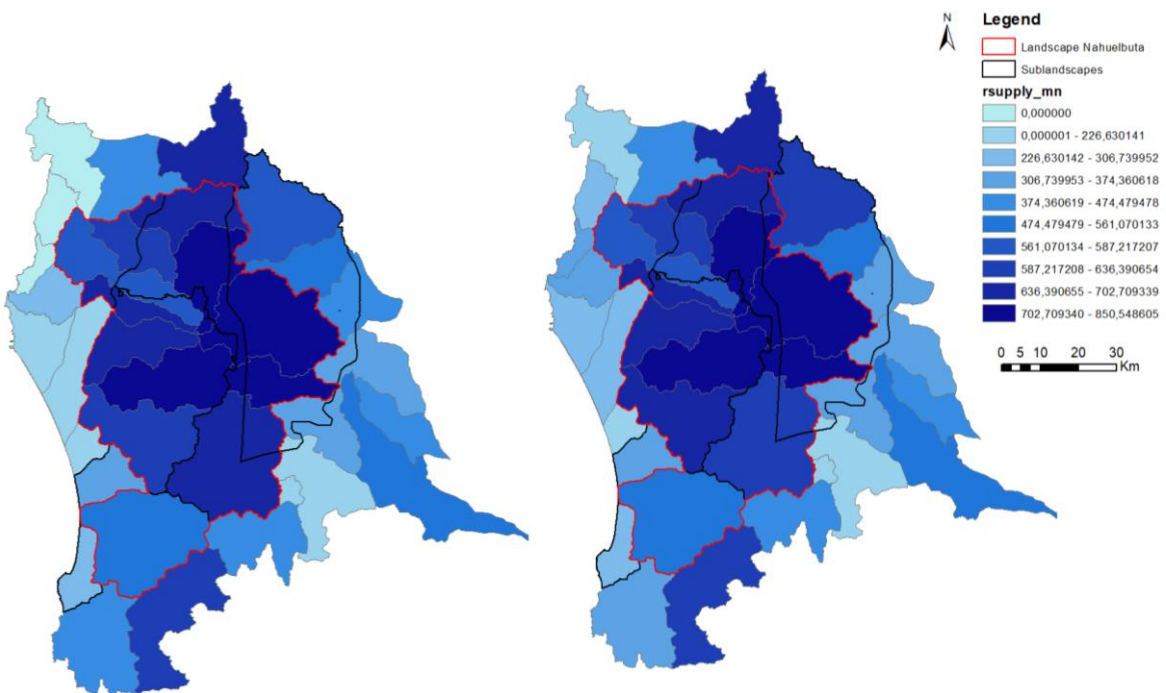 N
Legend
Landscape Nahuelbuta
Sublandscapes
rsupply_mn
0,000000
0,000001 - 226,630141
226,630142 - 306,739952
306,739953 - 374,360618
374,360619 - 474,479478
474,479479 - 561,070133
561,070134 - 587,217207
587,217208 - 636,390654
636,390655 - 702,709339
702,709340 - 850,548605
0 5 10 20 30
Km